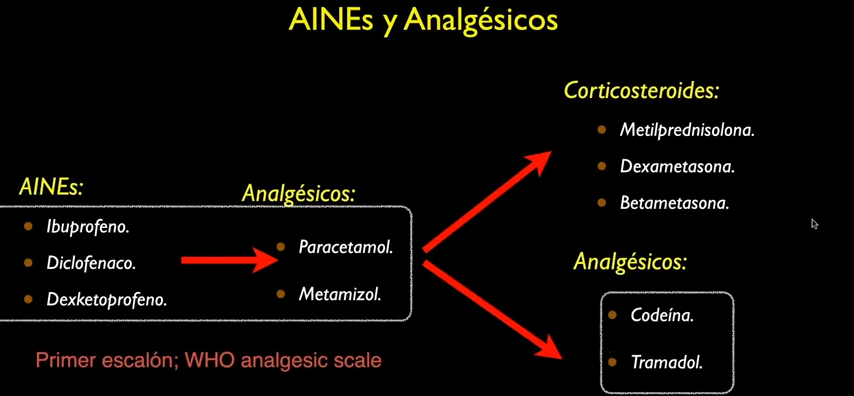 AINEs y Analgésicos
AINEs:
Ibuprofeno.
Diclofenaco.
Dexketoprofeno.
Analgésicos:
Paracetamol.
Metamizol.
Corticosteroides:
Metilprednisolona.
Dexametasona.
Betametasona.
Analgésicos:
Codeína.
Tramadol.
Primer escalón; WHO analgesic scale